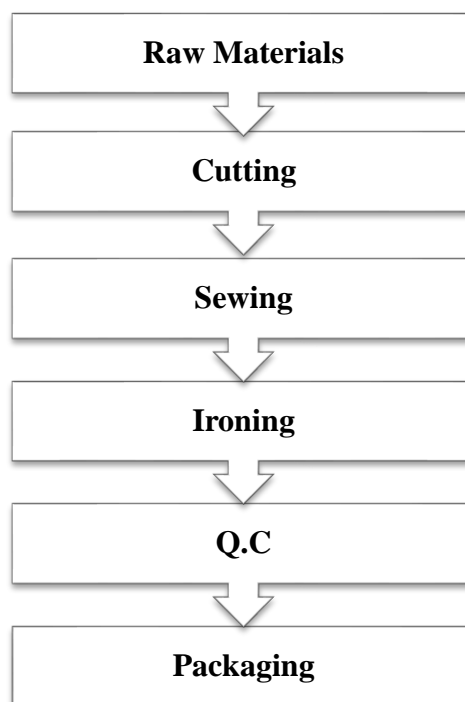 Raw Materials
Cutting
Sewing
Ironing
Q.C
Packaging